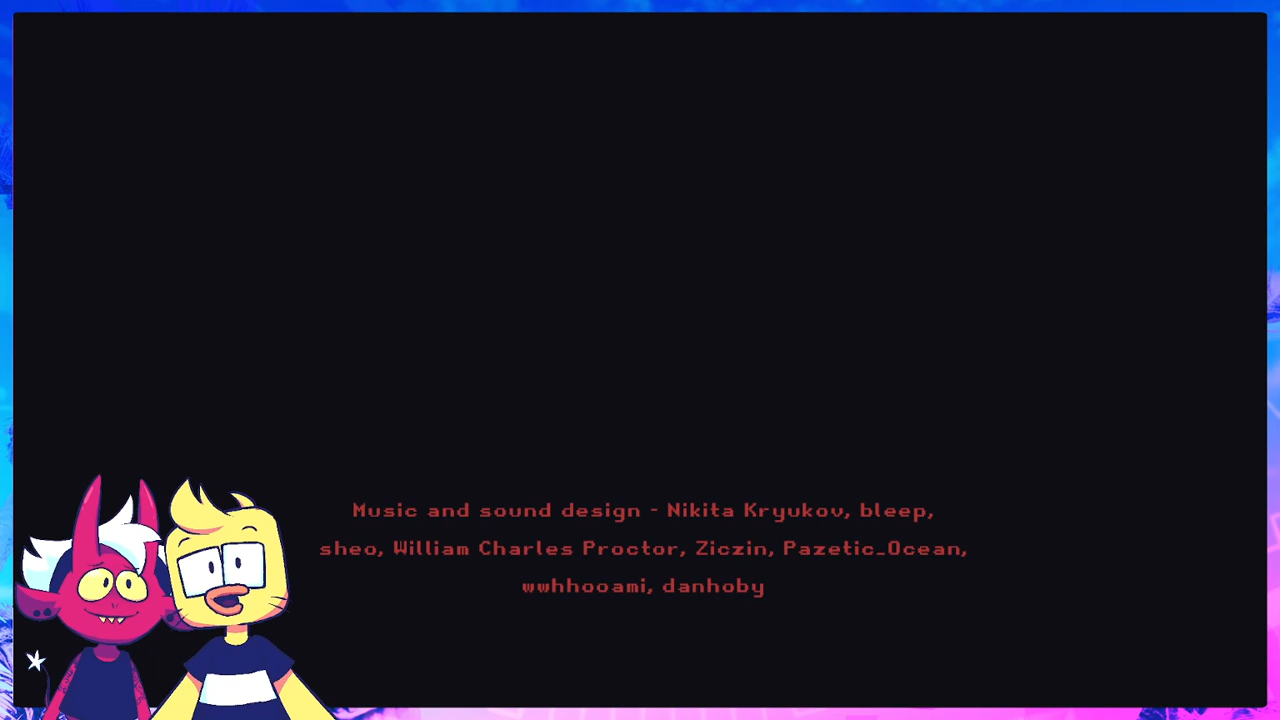 Music and sound design - Nikita Kryukov, bleep,
sheo, William Charles Proctor, Ziczin, Pazetic_Ocean,
wwhhooami, danhoby